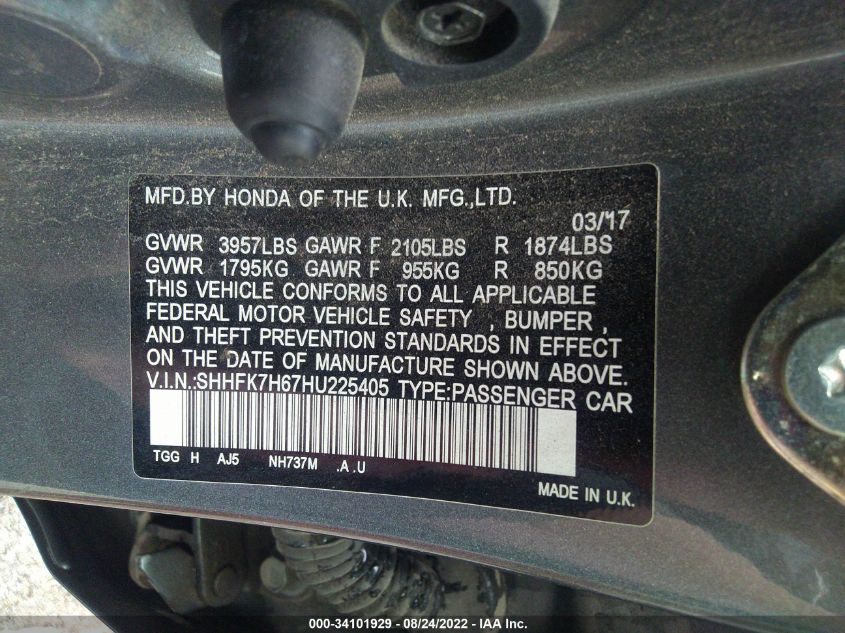 MFD.BY HONDA OF THE U.K. MFG.,LTD.
03/17
GVWR 3957LBS GAWR F 2105LBS R 1874LBS
GVWR 1795KG GAWR F 955KG R 850KG
THIS VEHICLE CONFORMS TO ALL APPLICABLE
FEDERAL MOTOR VEHICLE SAFETY , BUMPER ,
AND THEFT PREVENTION STANDARDS IN EFFECT
ON THE DATE OF MANUFACTURE SHOWN ABOVE.
V.I.N.:SHHFK7H67HU225405 TYPE:PASSENGER CAR
TGG H AJ5 NH737M .A .U
MADE IN U.K.
000-34101929 - 08/24/2022 - IAA Inc.